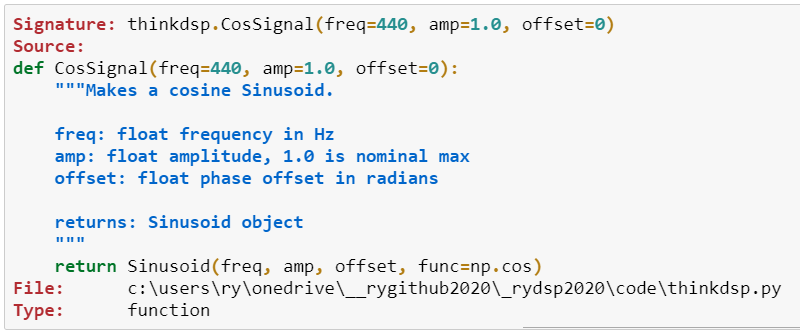 Signature: thinkdsp.CosSignal(freq=440, amp=1.0, offset=0)
Source:
def CosSignal(freq=440, amp=1.0, offset=0):
    """Makes a cosine Sinusoid.

    freq: float frequency in Hz
    amp: float amplitude, 1.0 is nominal max
    offset: float phase offset in radians

    returns: Sinusoid object
    """
    return Sinusoid(freq, amp, offset, func=np.cos)
File:      c:\users\ry\onedrive\__rygithub2020\_rydsp2020\code\thinkdsp.py
Type:      function